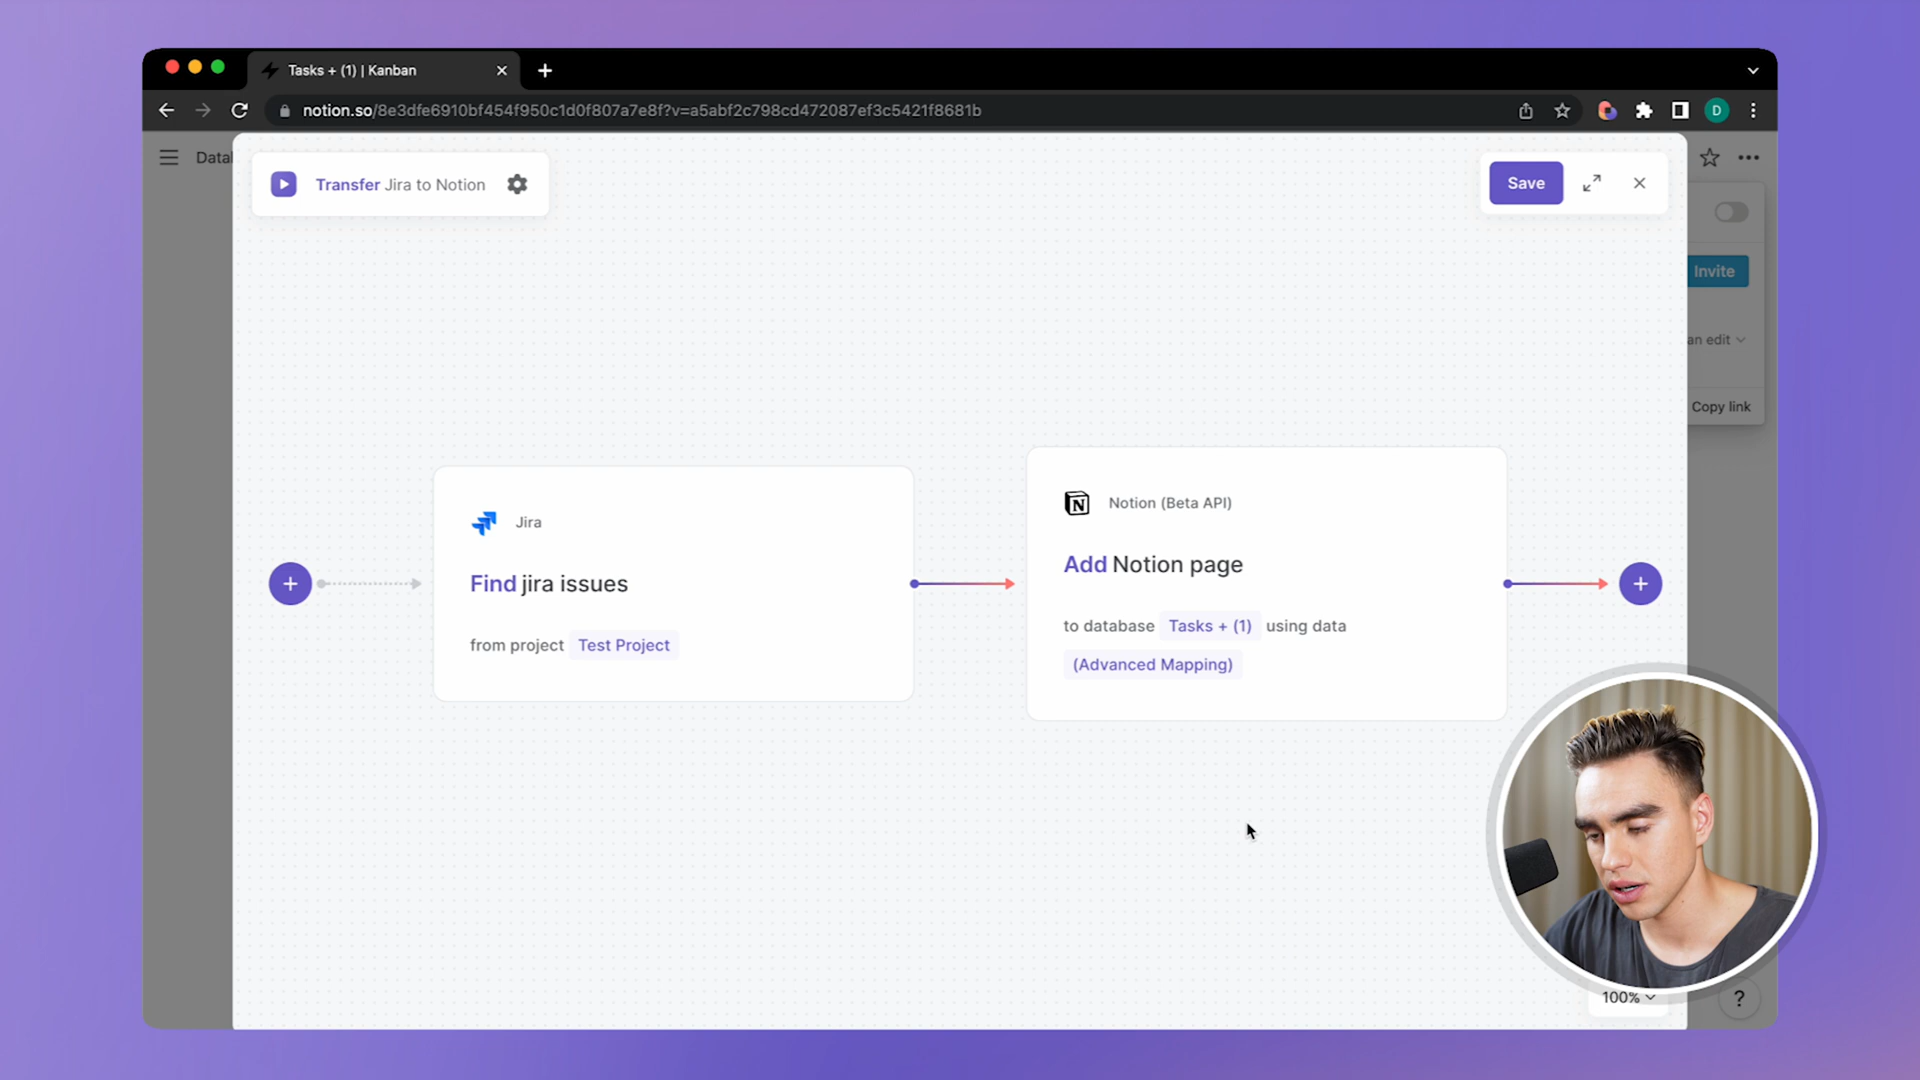 Tasks + (1) | Kanban
notion.so/8e3dfe6910bf454f950c1d0f807a7e8f?v=a5abf2c798cd472087ef3c5421f8681b
D
Datal
Transfer Jira to Notion
Save
Invite
an edit
Copy link
Jira
Find jira issues
from project Test Project
Notion (Beta API)
Add Notion page
to database Tasks + (1) using data
(Advanced Mapping)
100%
?